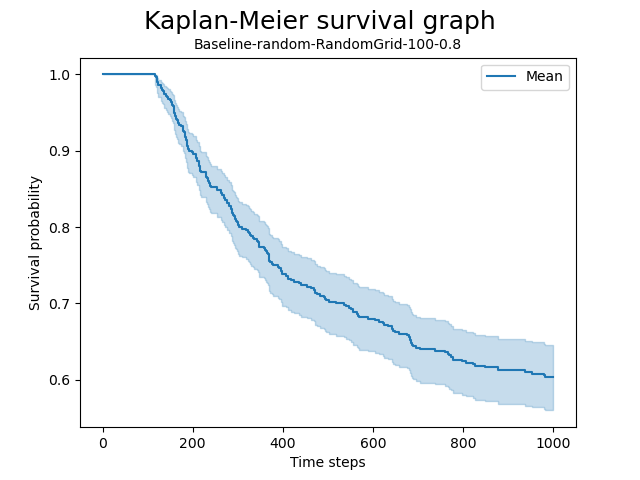 Kaplan-Meier survival graph
Baseline-random-RandomGrid-100-0.8
Mean
1.0
0.9
0.8
0.7
0.6
Survival probability
0 200 400 600 800 1000
Time steps